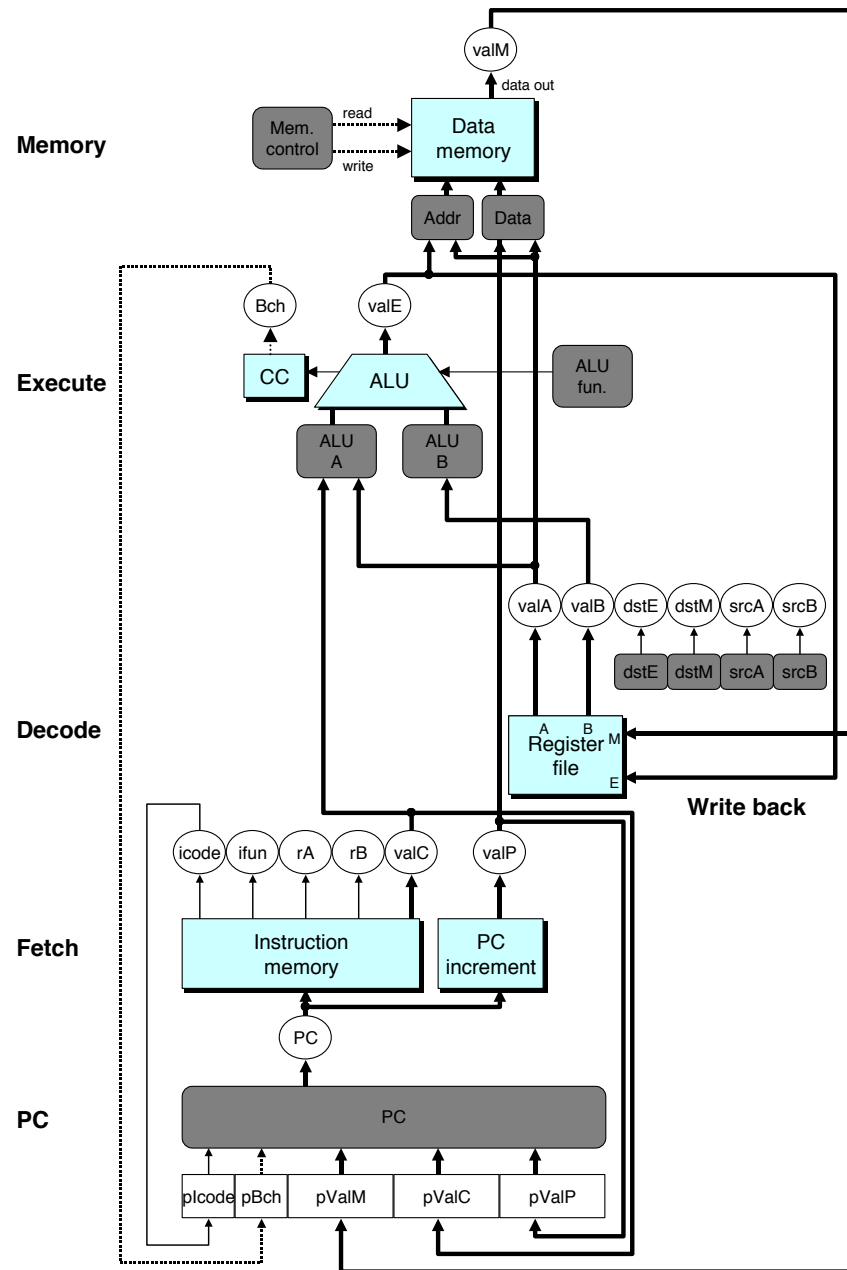 valM
data out
Memory
Mem.
control
read
write
Data
memory
Addr
Data
Bch
valE
Execute
CC
ALU
ALU
fun.
ALU
A
ALU
B
valA
valB
dstE
dstM
srcA
srcB
dstE
dstM
srcA
srcB
Decode
A
B
M
Register
file
E
Write back
icode
ifun
rA
rB
valC
valP
Fetch
Instruction
memory
PC
increment
PC
PC
PC
pIcode
pBch
pValM
pValC
pValP